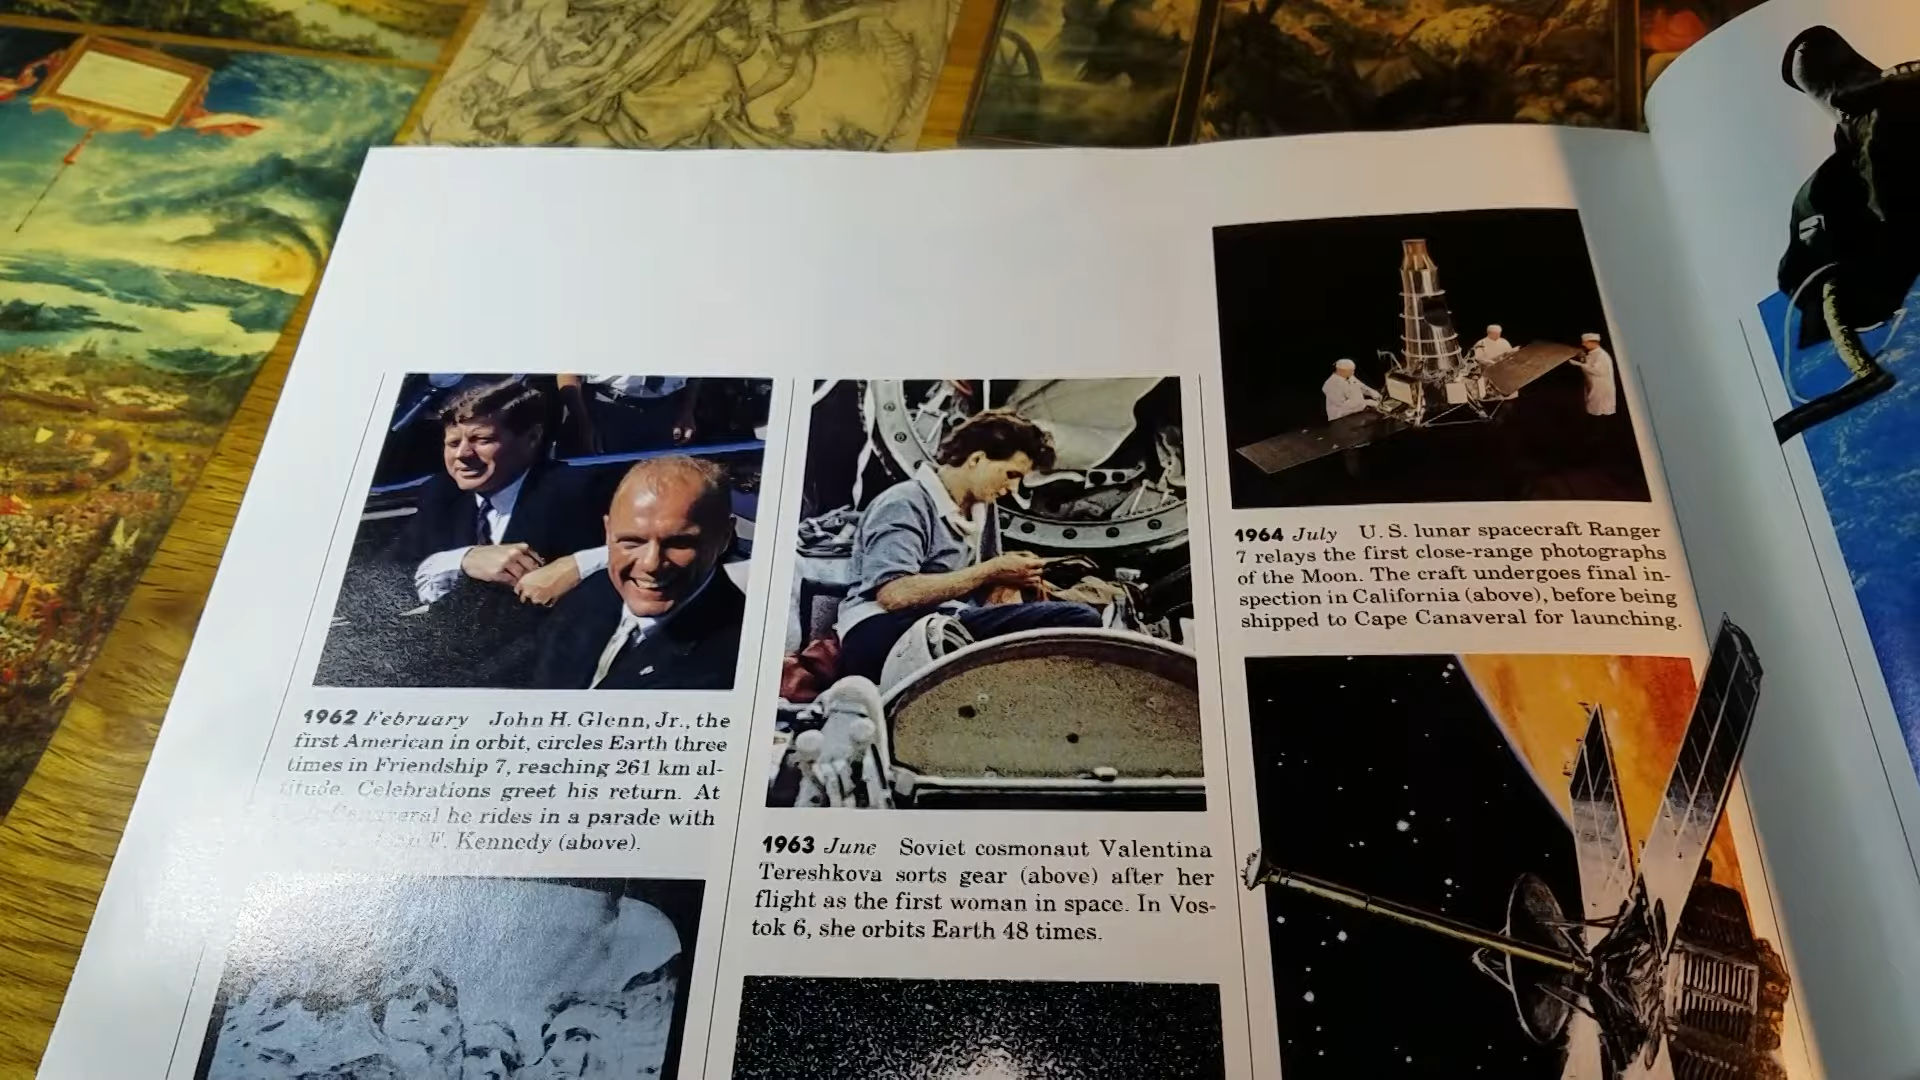 1962 February John H. Glenn, Jr., the
first American in orbit, circles Earth three
times in Friendship 7, reaching 261 km al-
titude. Celebrations greet his return. At
Canaveral he rides in a parade with
F. Kennedy (above).
1963 June Soviet cosmonaut Valentina
Tereshkova sorts gear (above) after her
flight as the first woman in space. In Vos-
tok 6, she orbits Earth 48 times.
1964 July U.S. lunar spacecraft Ranger
7 relays the first close-range photographs
of the Moon. The craft undergoes final in-
spection in California (above), before being
shipped to Cape Canaveral for launching.